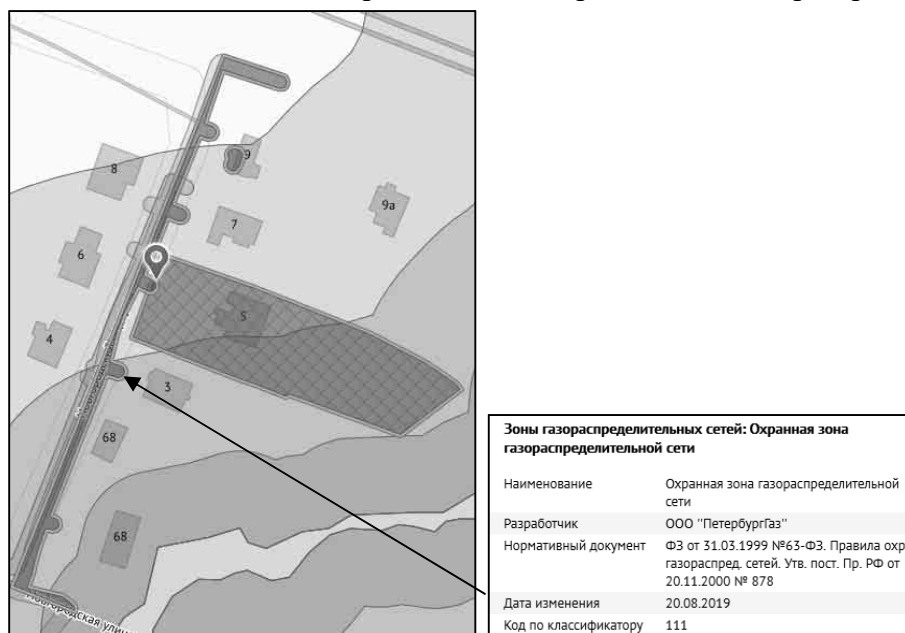 8
9
9а
7
6
5
4
3
68
68
Новгородская улица
Зоны газораспределительных сетей: Охранная зона
газораспределительной сети
Наименование Охранная зона газораспределительной
сети
Разработчик ООО "ПетербургГаз"
Нормативный документ ФЗ от 31.03.1999 №63-ФЗ. Правила охр
газораспред. сетей. Утв. пост. Пр. РФ от
20.11.2000 № 878
Дата изменения 20.08.2019
Код по классификатору 111